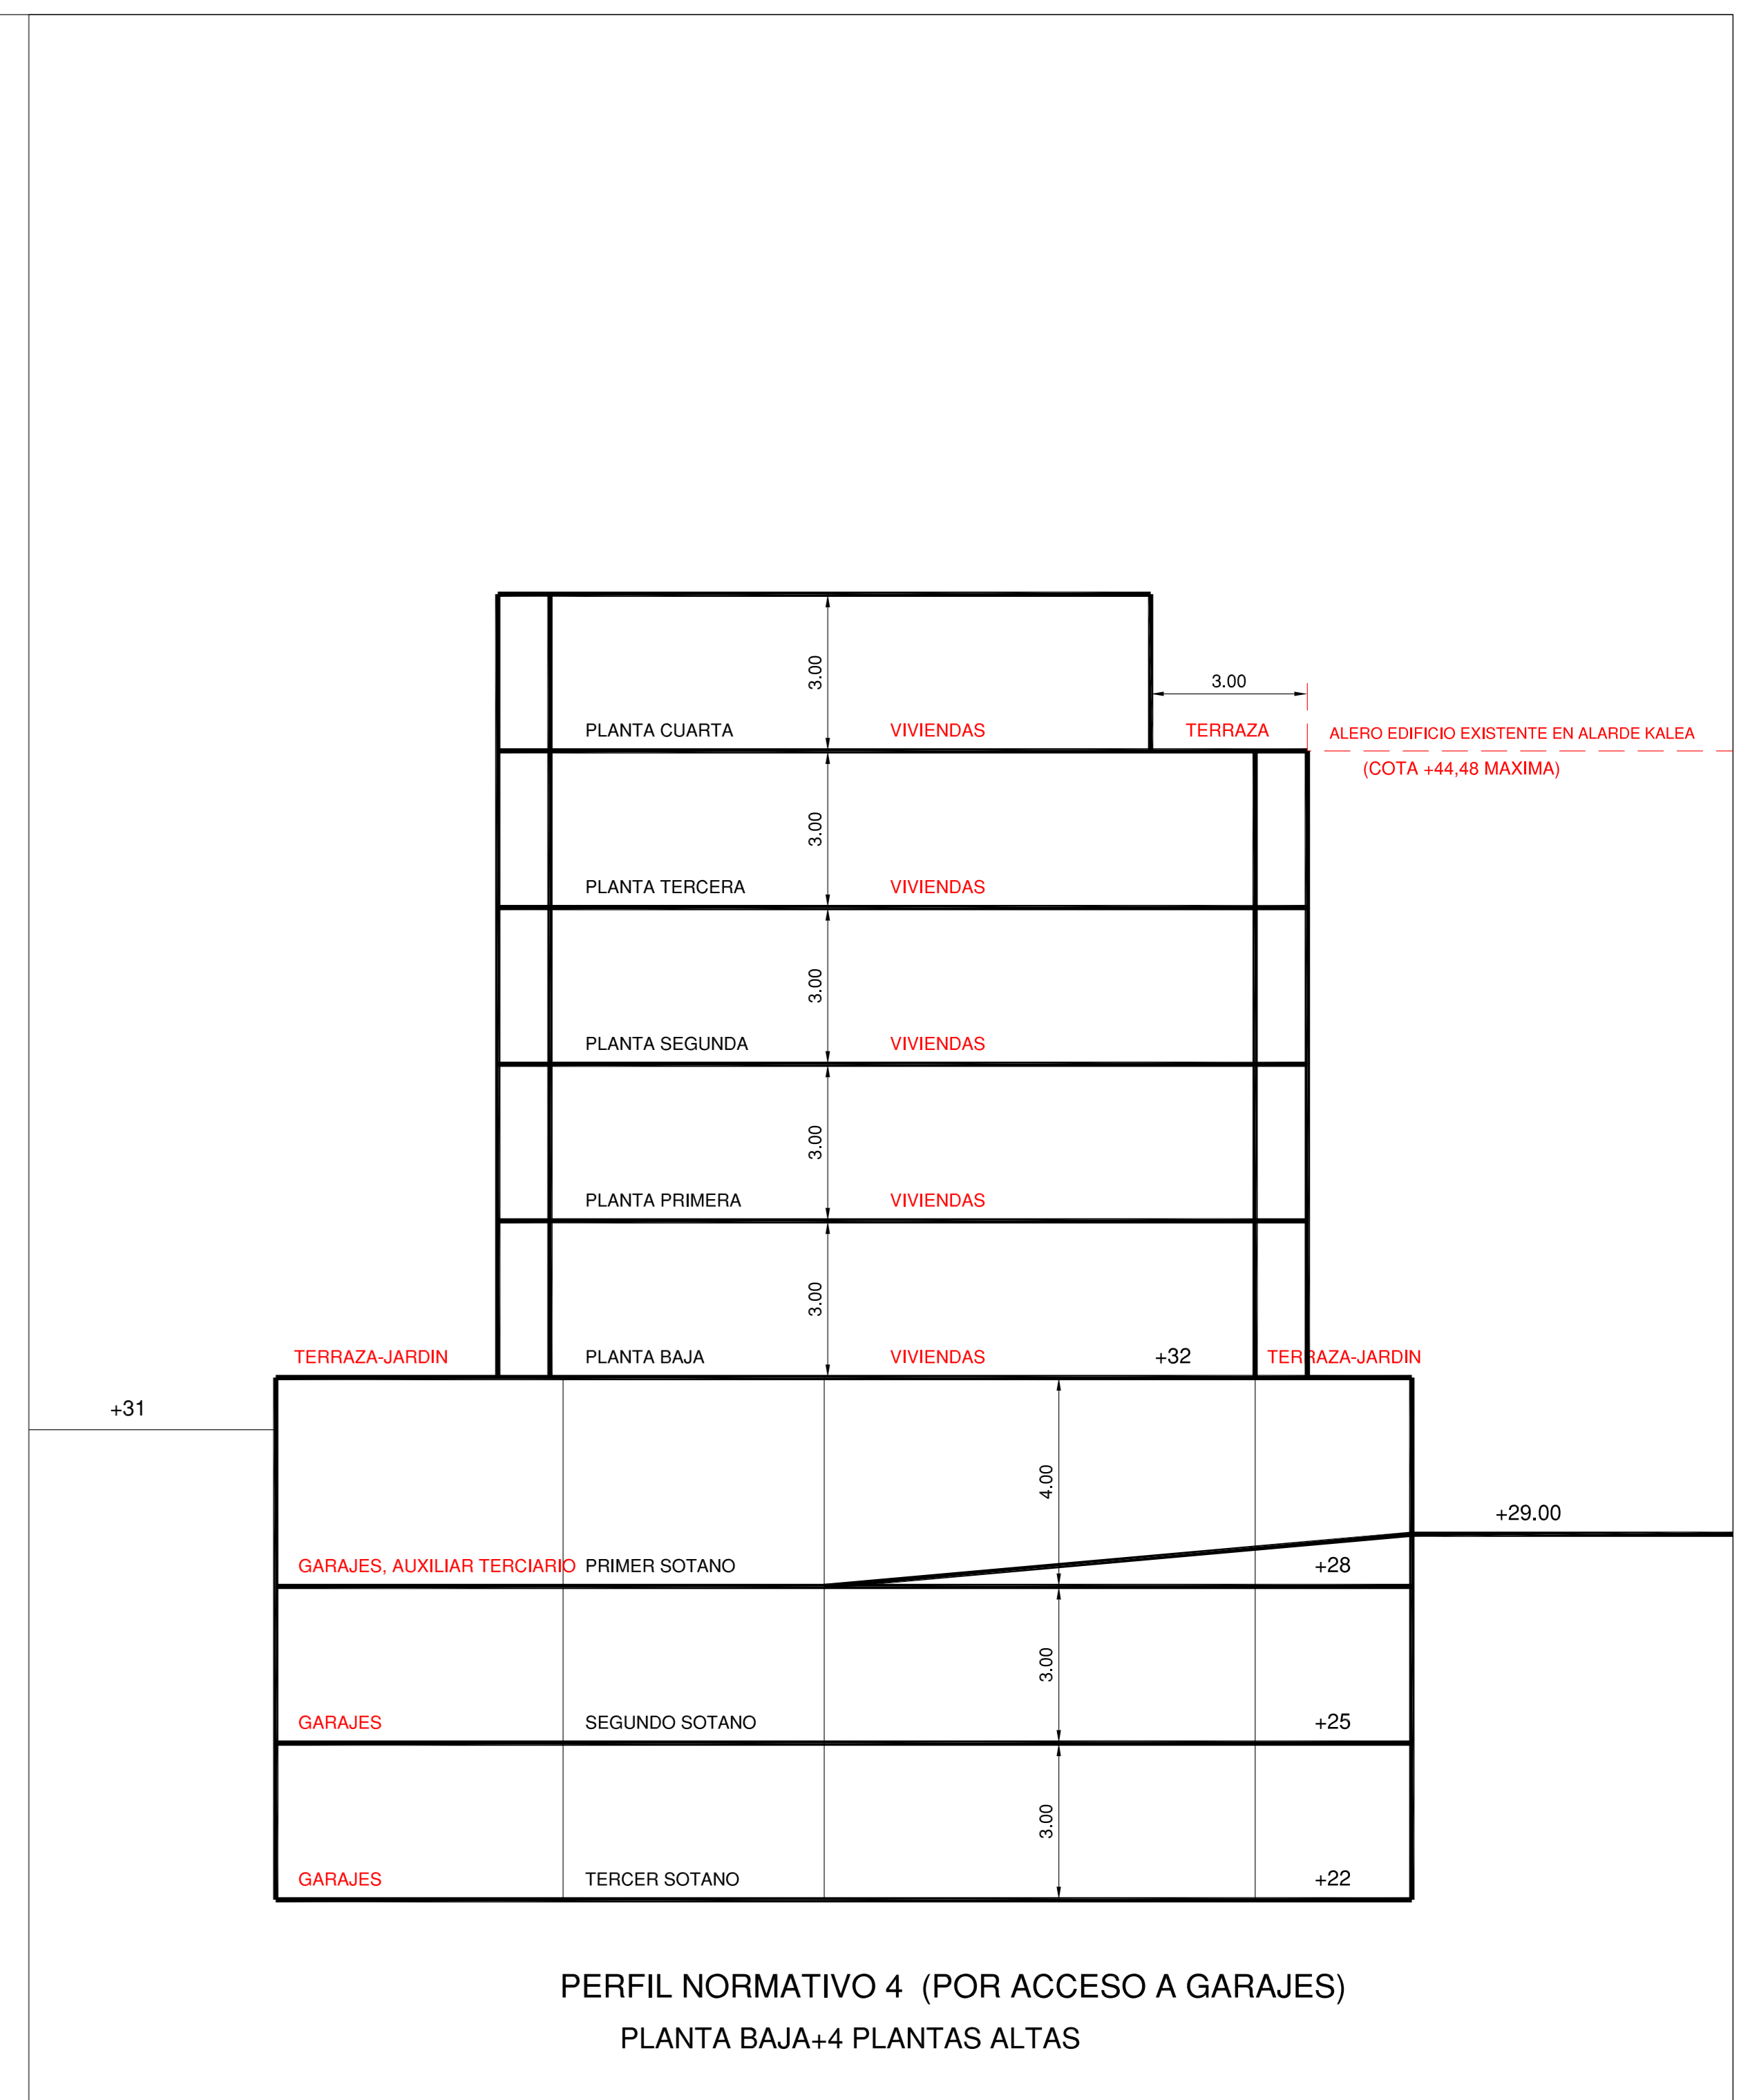 3.00
3.00
PLANTA CUARTA VIVIENDAS TERRAZA ALERO EDIFICIO EXISTENTE EN ALARDE KALEA
(COTA +44,48 MAXIMA)
3.00
PLANTA TERCERA VIVIENDAS
3.00
PLANTA SEGUNDA VIVIENDAS
3.00
PLANTA PRIMERA VIVIENDAS
3.00
TERRAZA-JARDIN PLANTA BAJA VIVIENDAS +32 TERRAZA-JARDIN
+31
4.00
+29.00
GARAJES, AUXILIAR TERCIARIO PRIMER SOTANO +28
3.00
GARAJES SEGUNDO SOTANO +25
3.00
GARAJES TERCER SOTANO +22
PERFIL NORMATIVO 4 (POR ACCESO A GARAJES)
PLANTA BAJA+4 PLANTAS ALTAS